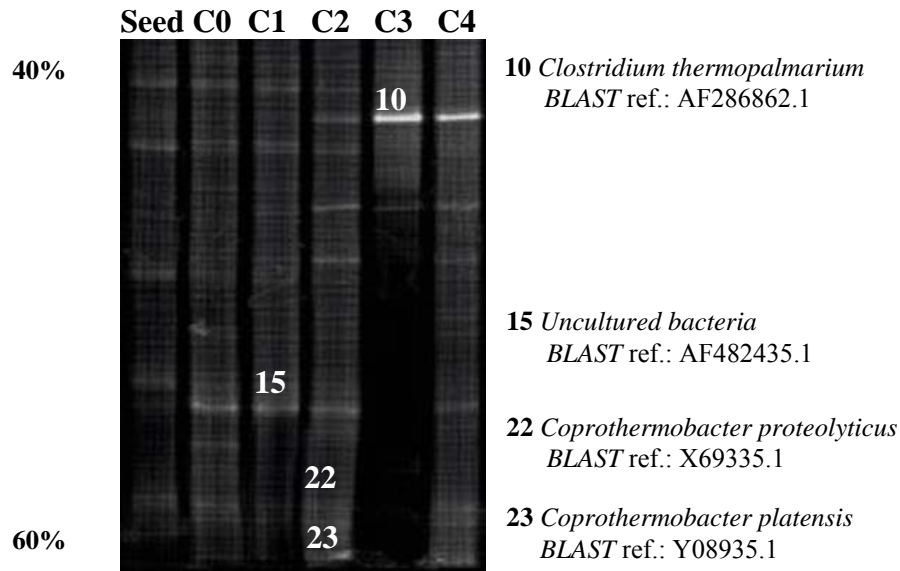 Seed C0 C1 C2 C3 C4
40%
10 Clostridium thermopalmarium
BLAST ref.: AF286862.1
10
15 Uncultured bacteria
BLAST ref.: AF482435.1
15
22 Coprothermobacter proteolyticus
BLAST ref.: X69335.1
22
23 Coprothermobacter platensis
BLAST ref.: Y08935.1
23
60%